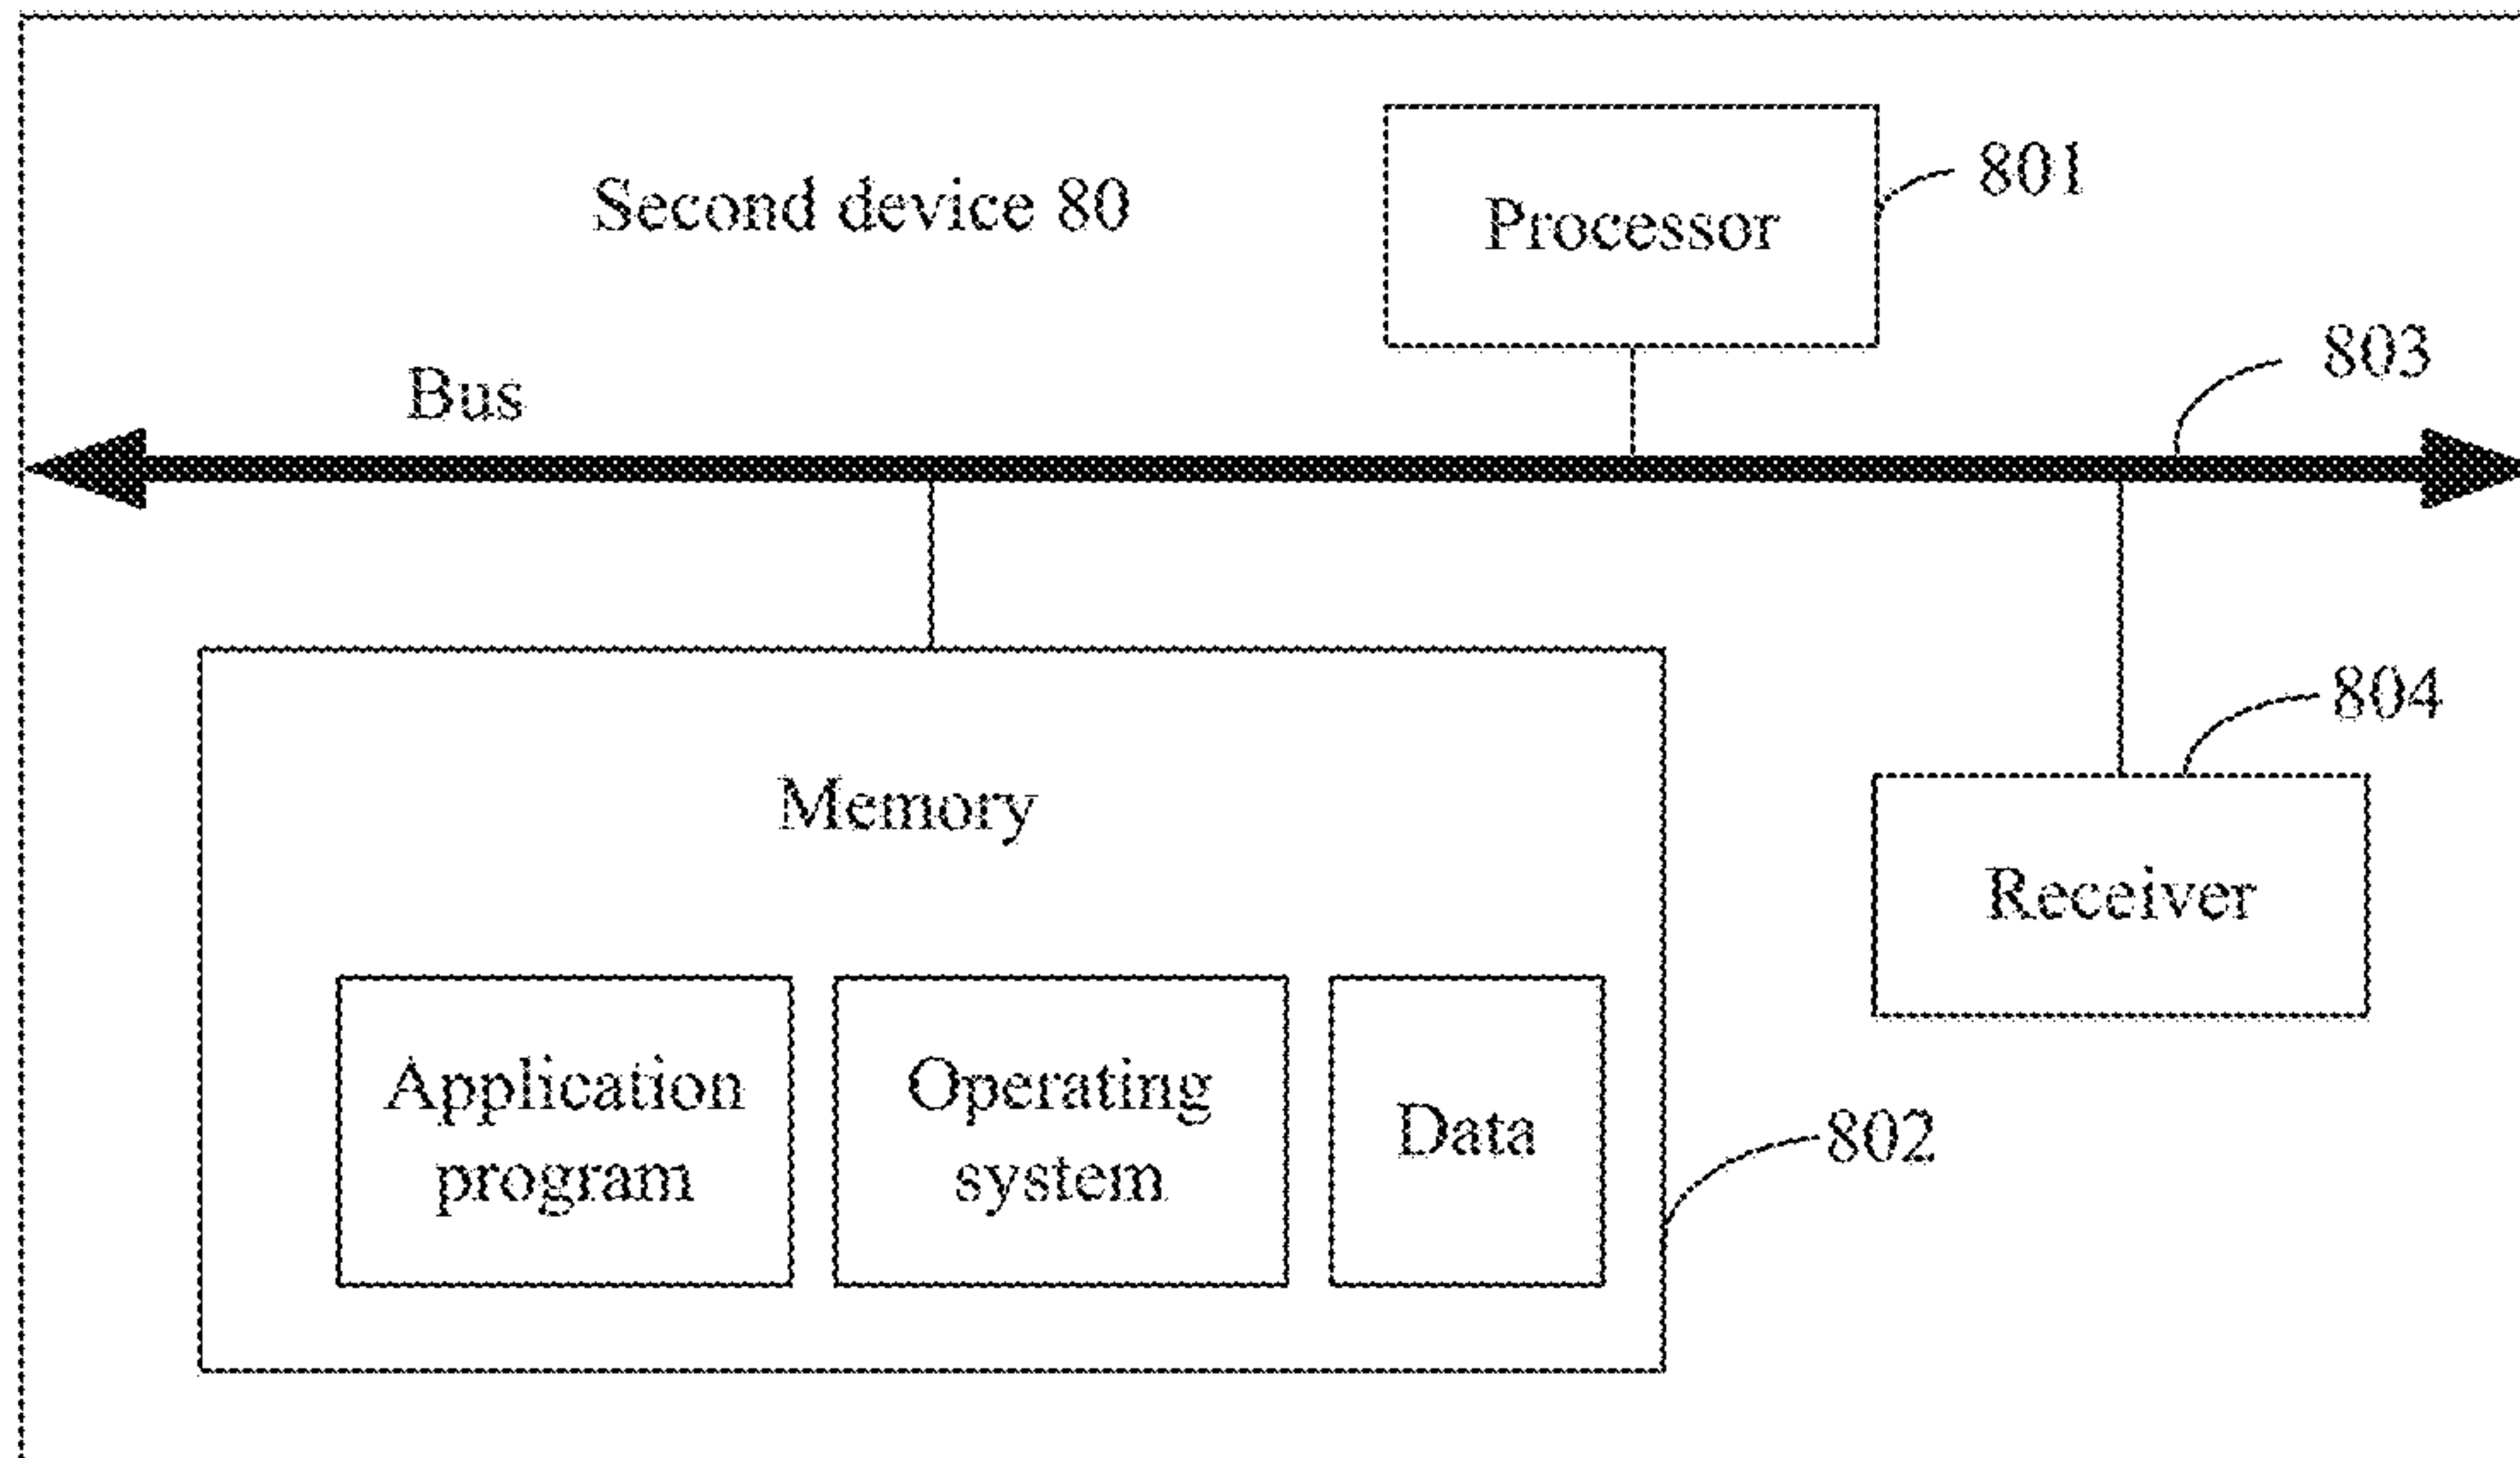 Second device 80
Processor
801
Bus
803
Memory
804
Receiver
Application
program
Operating
system
Data
802